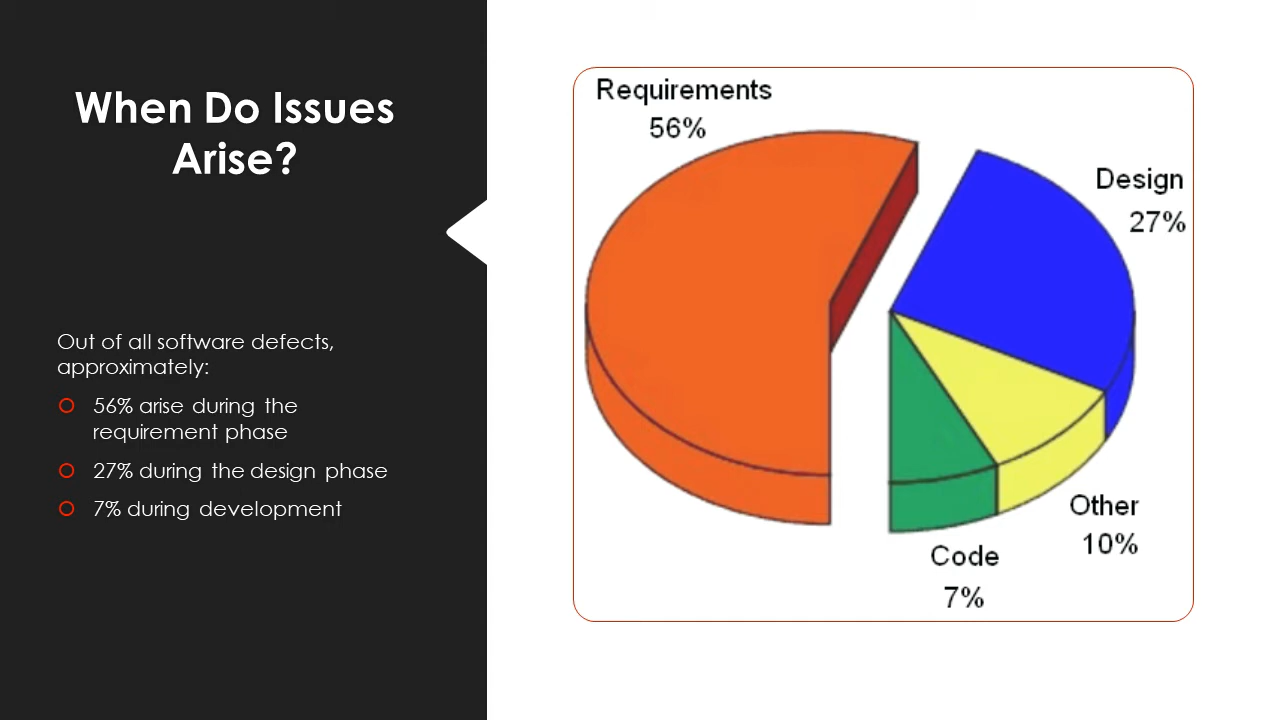 When Do Issues
Arise?
Out of all software defects,
approximately:
56% arise during the
requirement phase
27% during the design phase
7% during development
Requirements
56%
Design
27%
Other
10%
Code
7%